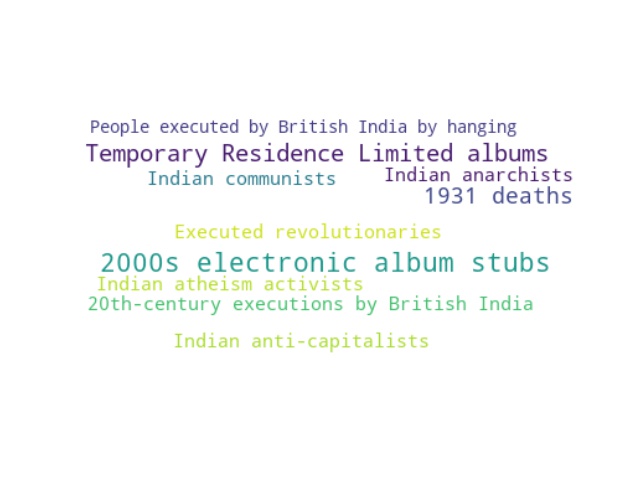 People executed by British India by hanging
Temporary Residence Limited albums
Indian communists
Indian anarchists
1931 deaths
Executed revolutionaries
2000s electronic album stubs
Indian atheism activists
20th-century executions by British India
Indian anti-capitalists